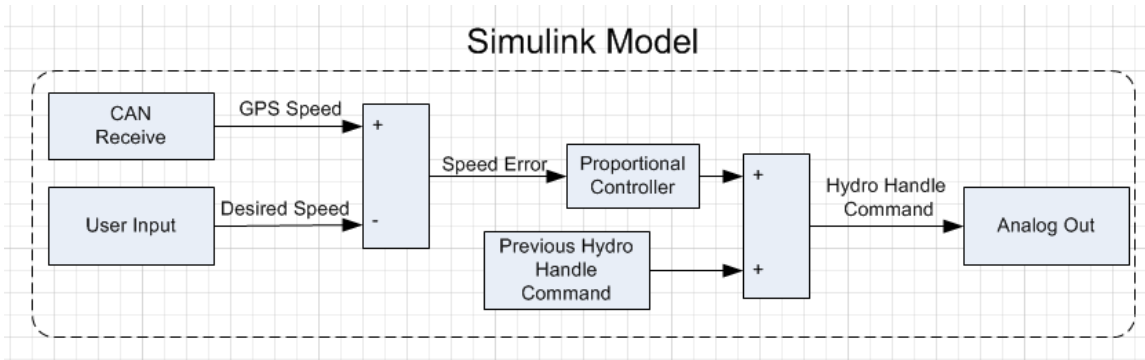 Simulink Model
CAN
Receive
GPS Speed
+
User Input
Desired Speed
-
Speed Error
Proportional
Controller
Previous Hydro
Handle
Command
+
+
Hydro Handle
Command
Analog Out